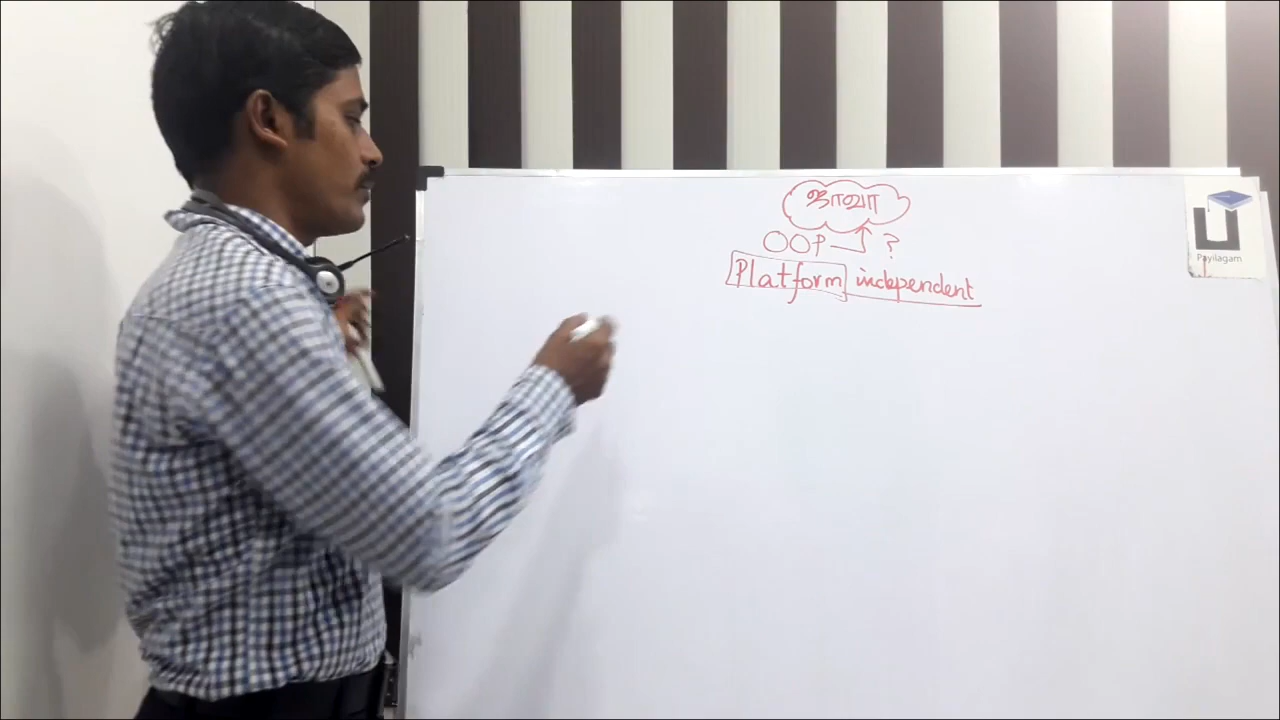 ஜாவா
OOP ?
Platform independent
Payilagam